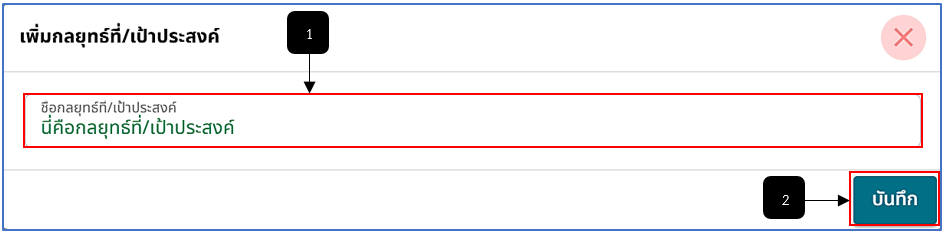 เพิ่มกลยุทธ์ที่/เป้าประสงค์
1
ชื่อกลยุทธ์ที่/เป้าประสงค์
นี่คือกลยุทธ์ที่/เป้าประสงค์
2
บันทึก